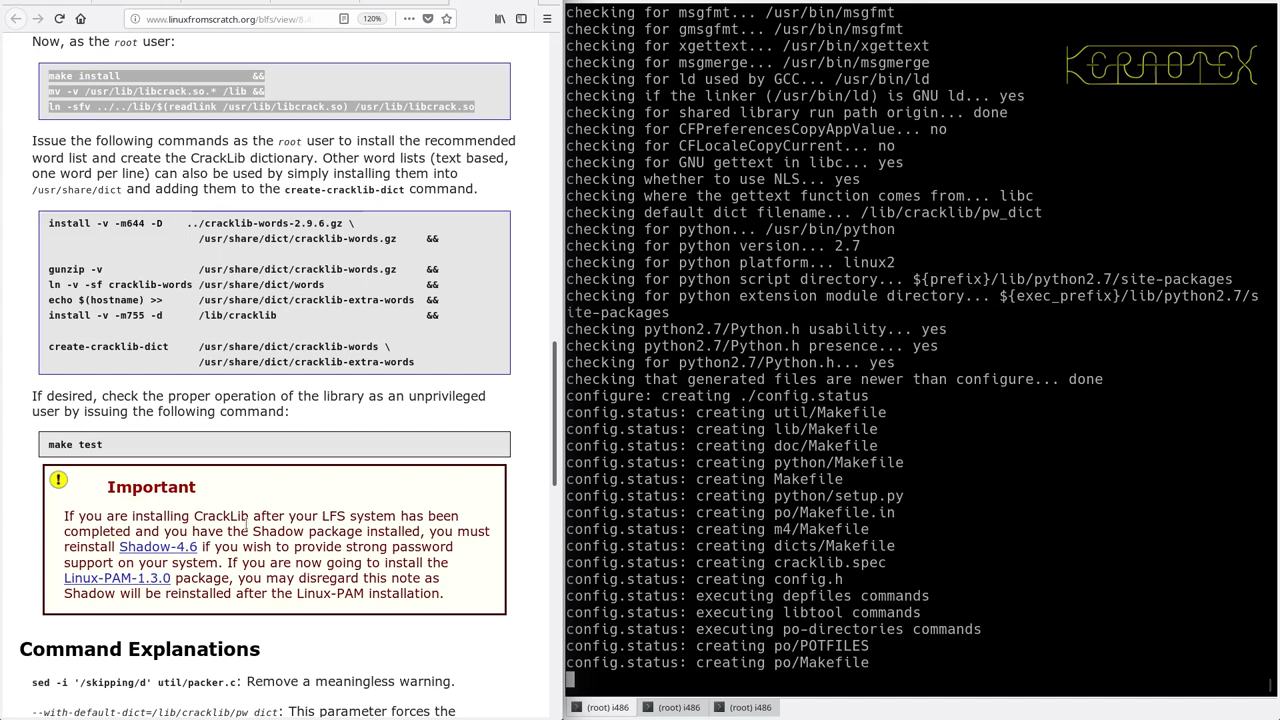 www.linuxfromscratch.org/blfs/view/8.4
120%
Now, as the root user:
make install &&
mv -v /usr/lib/libcrack.so.* /lib &&
ln -sfv ../../lib/$(readlink /usr/lib/libcrack.so) /usr/lib/libcrack.so
Issue the following commands as the root user to install the recommended
word list and create the CrackLib dictionary. Other word lists (text based,
one word per line) can also be used by simply installing them into
/usr/share/dict and adding them to the create-cracklib-dict command.
install -v -m644 -D ../cracklib-words-2.9.6.gz \
/usr/share/dict/cracklib-words.gz &&
gunzip -v /usr/share/dict/cracklib-words.gz &&
ln -v -sf cracklib-words /usr/share/dict/words &&
echo $(hostname) >> /usr/share/dict/cracklib-extra-words &&
install -v -m755 -d /lib/cracklib &&
create-cracklib-dict /usr/share/dict/cracklib-words \
/usr/share/dict/cracklib-extra-words
If desired, check the proper operation of the library as an unprivileged
user by issuing the following command:
make test
Important
If you are installing CrackLib after your LFS system has been
completed and you have the Shadow package installed, you must
reinstall Shadow-4.6 if you wish to provide strong password
support on your system. If you are now going to install the
Linux-PAM-1.3.0 package, you may disregard this note as
Shadow will be reinstalled after the Linux-PAM installation.
Command Explanations
sed -i '/skipping/d' util/packer.c: Remove a meaningless warning.
--with-default-dict=/lib/cracklib/pw_dict: This parameter forces the
checking for msgfmt... /usr/bin/msgfmt
checking for gmsgfmt... /usr/bin/msgfmt
checking for xgettext... /usr/bin/xgettext
checking for msgmerge... /usr/bin/msgmerge
checking for ld used by GCC... /usr/bin/ld
checking if the linker (/usr/bin/ld) is GNU ld... yes
checking for shared library run path origin... done
checking for CFPreferencesCopyAppValue... no
checking for CFLocaleCopyCurrent... no
checking for GNU gettext in libc... yes
checking whether to use NLS... yes
checking where the gettext function comes from... libc
checking default dict filename... /lib/cracklib/pw_dict
checking for python... /usr/bin/python
checking for python version... 2.7
checking for python platform... linux2
checking for python script directory... ${prefix}/lib/python2.7/site-packages
checking for python extension module directory... ${exec_prefix}/lib/python2.7/s
ite-packages
checking python2.7/Python.h usability... yes
checking python2.7/Python.h presence... yes
checking for python2.7/Python.h... yes
checking that generated files are newer than configure... done
configure: creating ./config.status
config.status: creating util/Makefile
config.status: creating lib/Makefile
config.status: creating doc/Makefile
config.status: creating python/Makefile
config.status: creating Makefile
config.status: creating python/setup.py
config.status: creating po/Makefile.in
config.status: creating m4/Makefile
config.status: creating dicts/Makefile
config.status: creating cracklib.spec
config.status: creating config.h
config.status: executing depfiles commands
config.status: executing libtool commands
config.status: executing po-directories commands
config.status: creating po/POTFILES
config.status: creating po/Makefile
KERNOTEX
(root) i486
(root) i486
(root) i486